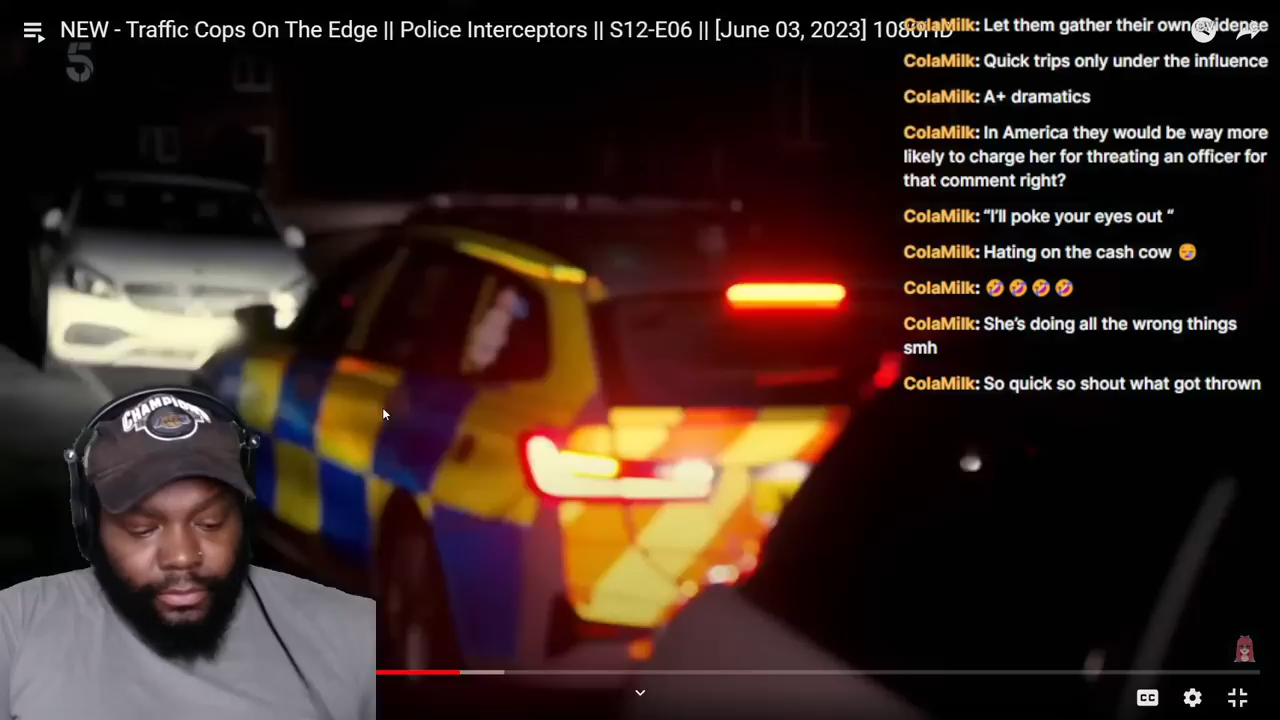 NEW - Traffic Cops On The Edge || Police Interceptors || S12-E06 || [June 03, 2023] 1080HD
5
ColaMilk: Let them gather their own evidence
ColaMilk: Quick trips only under the influence
ColaMilk: A+ dramatics
ColaMilk: In America they would be way more
likely to charge her for threating an officer for
that comment right?
ColaMilk: “I’ll poke your eyes out “
ColaMilk: Hating on the cash cow 😪
ColaMilk: 🤣 🤣 🤣 🤣
ColaMilk: She’s doing all the wrong things
smh
ColaMilk: So quick so shout what got thrown
CHAMPIONS
CC